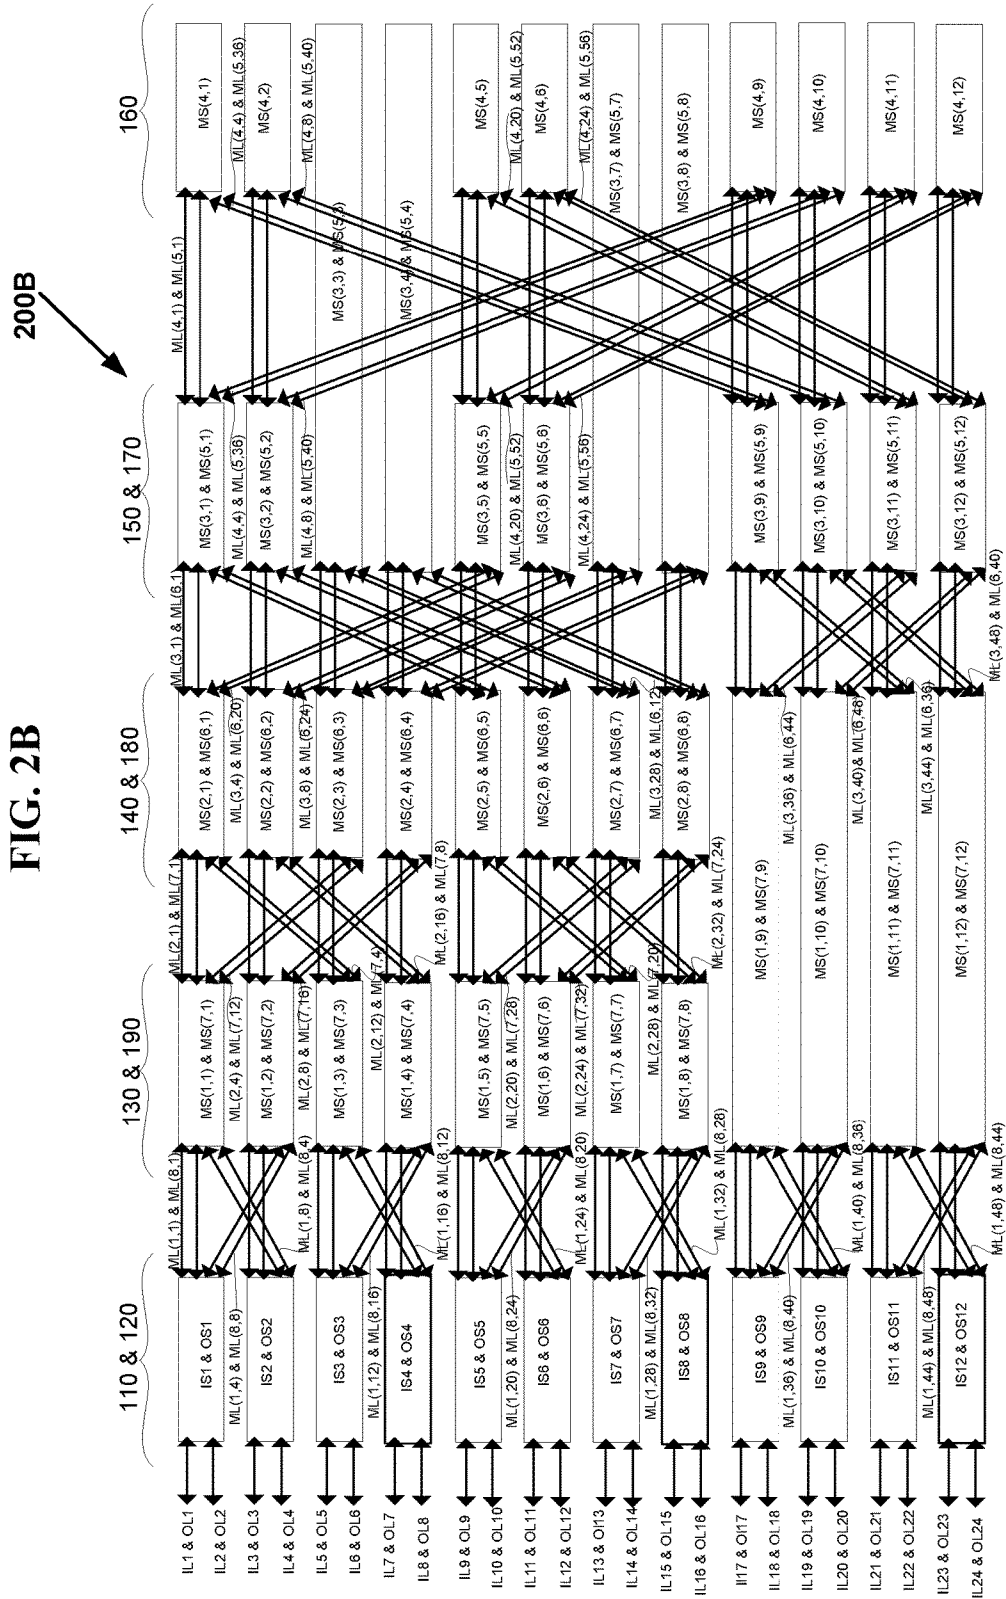 FIG. 2B
200B
110 & 120
130 & 190
140 & 180
150 & 170
160
IL1 & OL1
IL2 & OL2
IL3 & OL3
IL4 & OL4
IL5 & OL5
IL6 & OL6
IL7 & OL7
IL8 & OL8
IL9 & OL9
IL10 & OL10
IL11 & OL11
IL12 & OL12
IL13 & Ol13
IL14 & OL14
IL15 & OL15
IL16 & OL16
Il17 & OL17
IL18 & OL18
IL19 & OL19
IL20 & OL20
IL21 & OL21
IL22 & OL22
IL23 & OL23
IL24 & OL24
IS1 & OS1
IS2 & OS2
IS3 & OS3
IS4 & OS4
IS5 & OS5
IS6 & OS6
IS7 & OS7
IS8 & OS8
IS9 & OS9
IS10 & OS10
IS11 & OS11
IS12 & OS12
ML(1,1) & ML(8,1)
ML(1,4) & ML(8,8)
ML(1,8) & ML(8,4)
ML(1,12) & ML(8,16)
ML(1,16) & ML(8,12)
ML(1,20) & ML(8,24)
ML(1,24) & ML(8,20)
ML(1,28) & ML(8,32)
ML(1,32) & ML(8,28)
ML(1,36) & ML(8,40)
ML(1,40) & ML(8,36)
ML(1,44) & ML(8,48)
ML(1,48) & ML(8,44)
MS(1,1) & MS(7,1)
MS(1,2) & MS(7,2)
MS(1,3) & MS(7,3)
MS(1,4) & MS(7,4)
MS(1,5) & MS(7,5)
MS(1,6) & MS(7,6)
MS(1,7) & MS(7,7)
MS(1,8) & MS(7,8)
MS(1,9) & MS(7,9)
MS(1,10) & MS(7,10)
MS(1,11) & MS(7,11)
MS(1,12) & MS(7,12)
ML(2,1) & ML(7,1)
ML(2,4) & ML(7,12)
ML(2,8) & ML(7,16)
ML(2,12) & ML(7,4)
ML(2,16) & ML(7,8)
ML(2,20) & ML(7,28)
ML(2,24) & ML(7,32)
ML(2,28) & ML(7,20)
ML(2,32) & ML(7,24)
MS(2,1) & MS(6,1)
MS(2,2) & MS(6,2)
MS(2,3) & MS(6,3)
MS(2,4) & MS(6,4)
MS(2,5) & MS(6,5)
MS(2,6) & MS(6,6)
MS(2,7) & MS(6,7)
MS(2,8) & MS(6,8)
ML(3,1) & ML(6,1
ML(3,4) & ML(6,20)
ML(3,8) & ML(6,24)
ML(3,28) & ML(6,12)
ML(3,36) & ML(6,44)
ML(3,40)& ML(6,48)
ML(3,44) & ML(6,36)
ML(3,48) & ML(6,40)
MS(3,1) & MS(5,1)
MS(3,2) & MS(5,2)
MS(3,3) & MS(5,3)
MS(3,4) & MS(5,4)
MS(3,5) & MS(5,5)
MS(3,6) & MS(5,6)
MS(3,7) & MS(5,7)
MS(3,8) & MS(5,8)
MS(3,9) & MS(5,9)
MS(3,10) & MS(5,10)
MS(3,11) & MS(5,11)
MS(3,12) & MS(5,12)
ML(4,4) & ML(5,36)
ML(4,8) & ML(5,40)
ML(4,20) & ML(5,52)
ML(4,24) & ML(5,56)
ML(4,1) & ML(5,1)
ML(4,4) & ML(5,36)
ML(4,8) & ML(5,40)
ML(4,20) & ML(5,52)
ML(4,24) & ML(5,56)
MS(4,1)
MS(4,2)
MS(4,5)
MS(4,6)
MS(4,9)
MS(4,10)
MS(4,11)
MS(4,12)